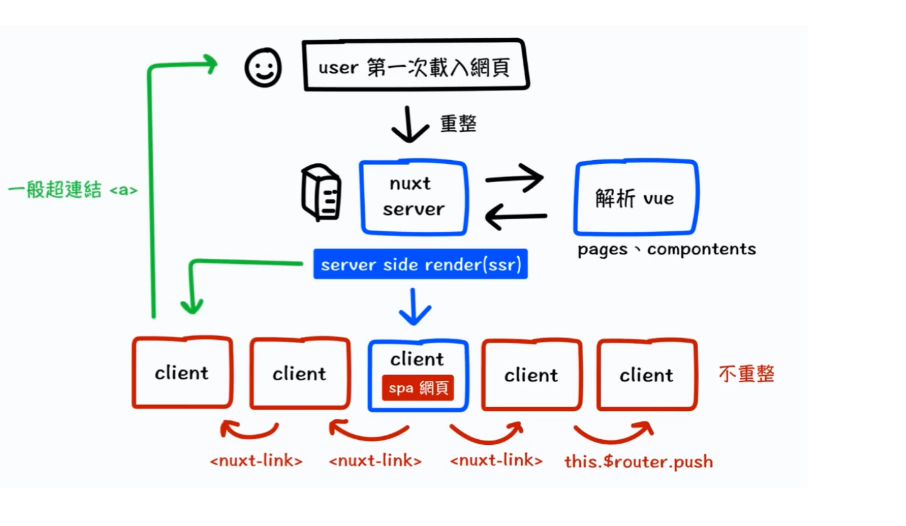 user 第一次載入網頁
重整
一般超連結 <a>
nuxt
server
解析 vue
pages、compontents
server side render(ssr)
client
client
client
spa 網頁
client
client
不重整
<nuxt-link>
<nuxt-link>
<nuxt-link>
this.$router.push